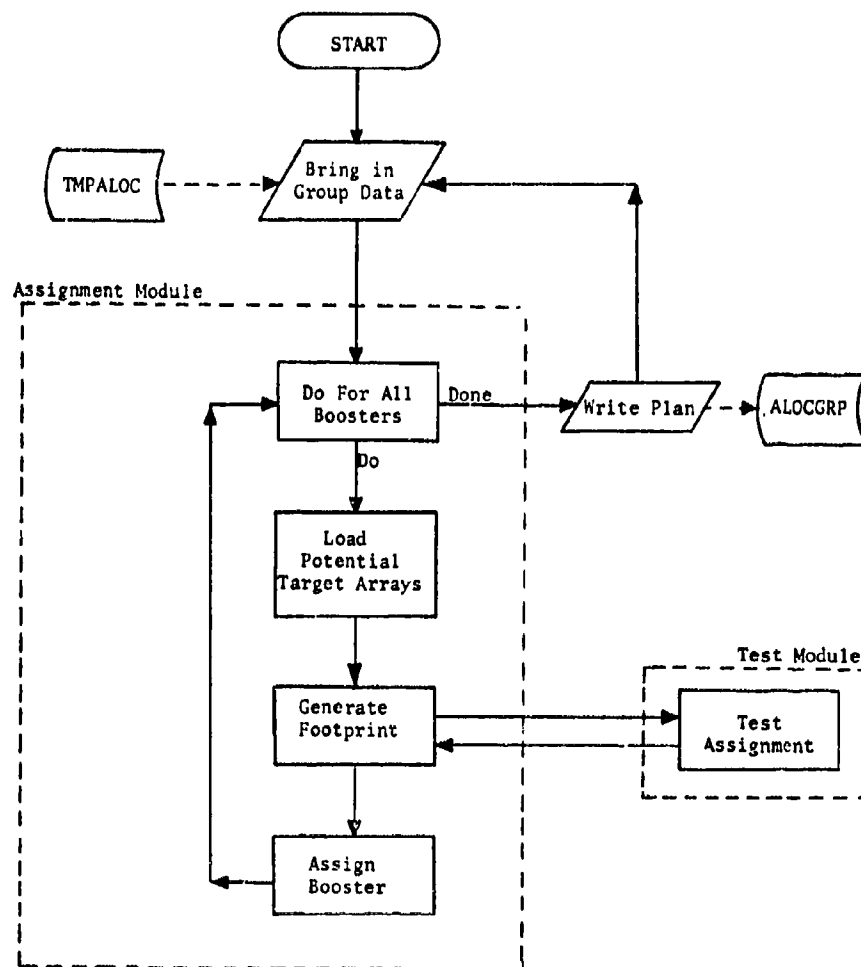 START
TMPALOC
Bring in
Group Data
Assignment Module
Do For All
Boosters
Done
Write Plan
ALOCGRP
Do
Load
Potential
Target Arrays
Test Module
Generate
Footprint
Test
Assignment
Assign
Booster